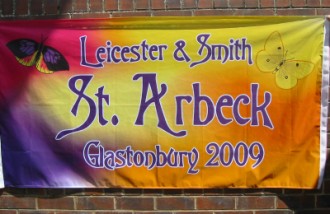 Leicester & Smith
St. Arbeck
Glastonbury 2009